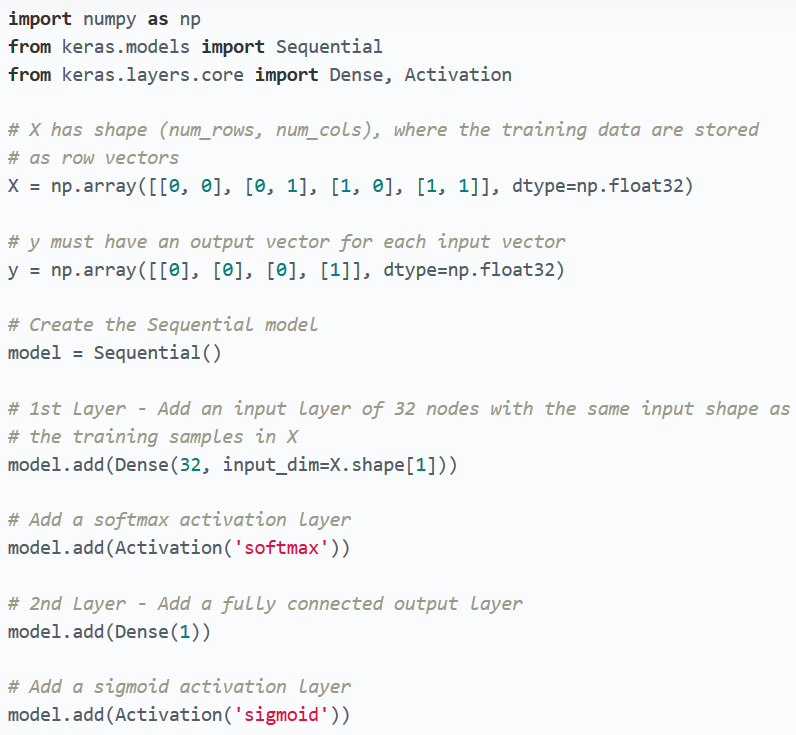 import numpy as np
from keras.models import Sequential
from keras.layers.core import Dense, Activation
# X has shape (num_rows, num_cols), where the training data are stored
# as row vectors
X = np.array([[0, 0], [0, 1], [1, 0], [1, 1]], dtype=np.float32)
# y must have an output vector for each input vector
y = np.array([[0], [0], [0], [1]], dtype=np.float32)
# Create the Sequential model
model = Sequential()
# 1st Layer - Add an input layer of 32 nodes with the same input shape as
# the training samples in X
model.add(Dense(32, input_dim=X.shape[1]))
# Add a softmax activation layer
model.add(Activation('softmax'))
# 2nd Layer - Add a fully connected output layer
model.add(Dense(1))
# Add a sigmoid activation layer
model.add(Activation('sigmoid'))